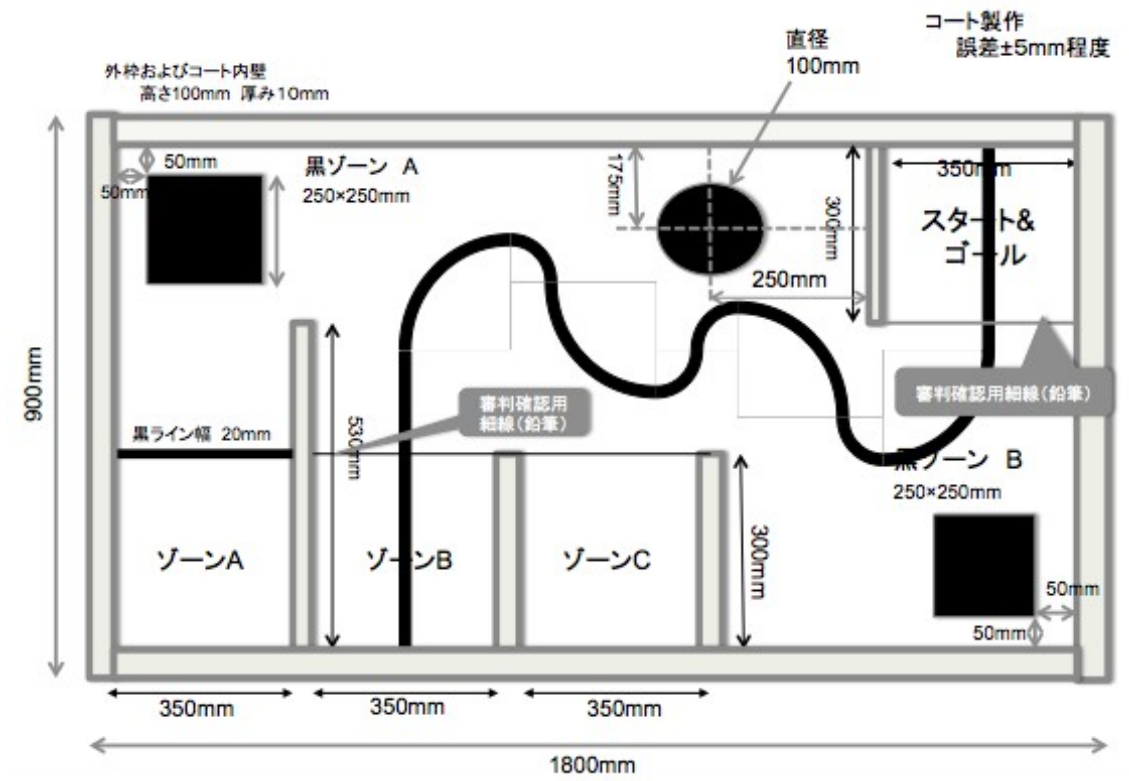 コート製作
誤差±5mm程度
直径
100mm
外枠およびコート内壁
高さ100mm 厚み10mm
50mm
50mm
黒ゾーン A
250×250mm
175mm
300mm
350mm
スタート&
ゴール
250mm
900mm
審判確認用細線(鉛筆)
審判確認用
細線(鉛筆)
530mm
黒ライン幅 20mm
黒ゾーン B
250×250mm
ゾーンA
ゾーンB
ゾーンC
300mm
50mm
50mm
350mm
350mm
350mm
1800mm